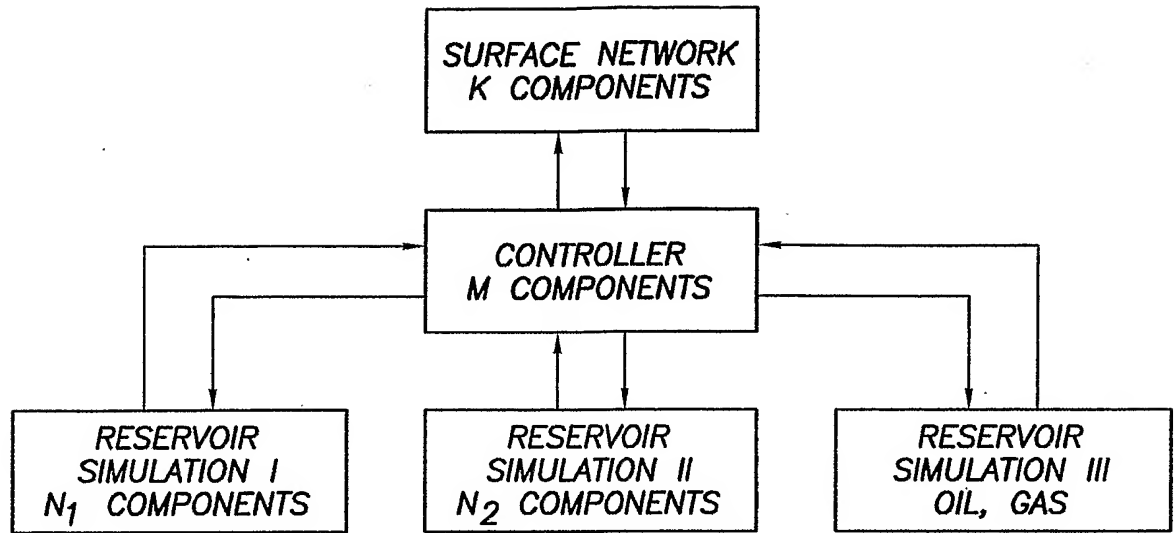 SURFACE NETWORK
K COMPONENTS
CONTROLLER
M COMPONENTS
RESERVOIR
SIMULATION I
N1 COMPONENTS
RESERVOIR
SIMULATION II
N2 COMPONENTS
RESERVOIR
SIMULATION III
OIL, GAS